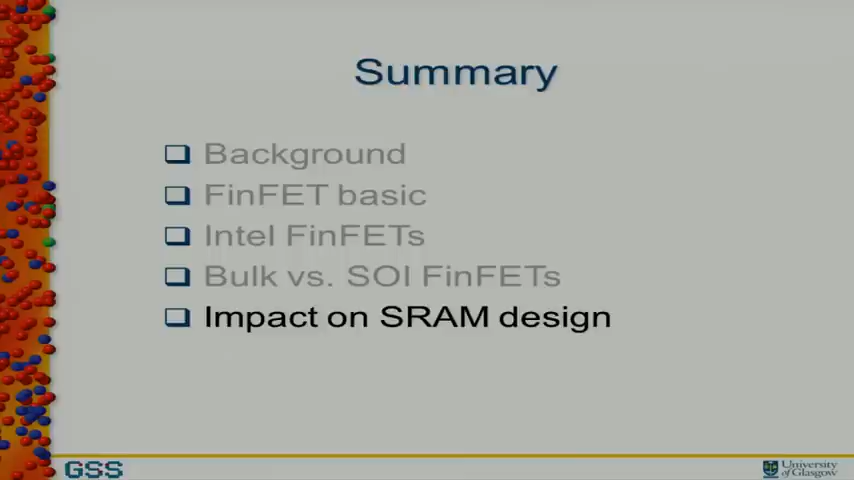 Summary
Background
FinFET basic
Intel FinFETs
Bulk vs. SOI FinFETs
Impact on SRAM design
GSS
University
of Glasgow